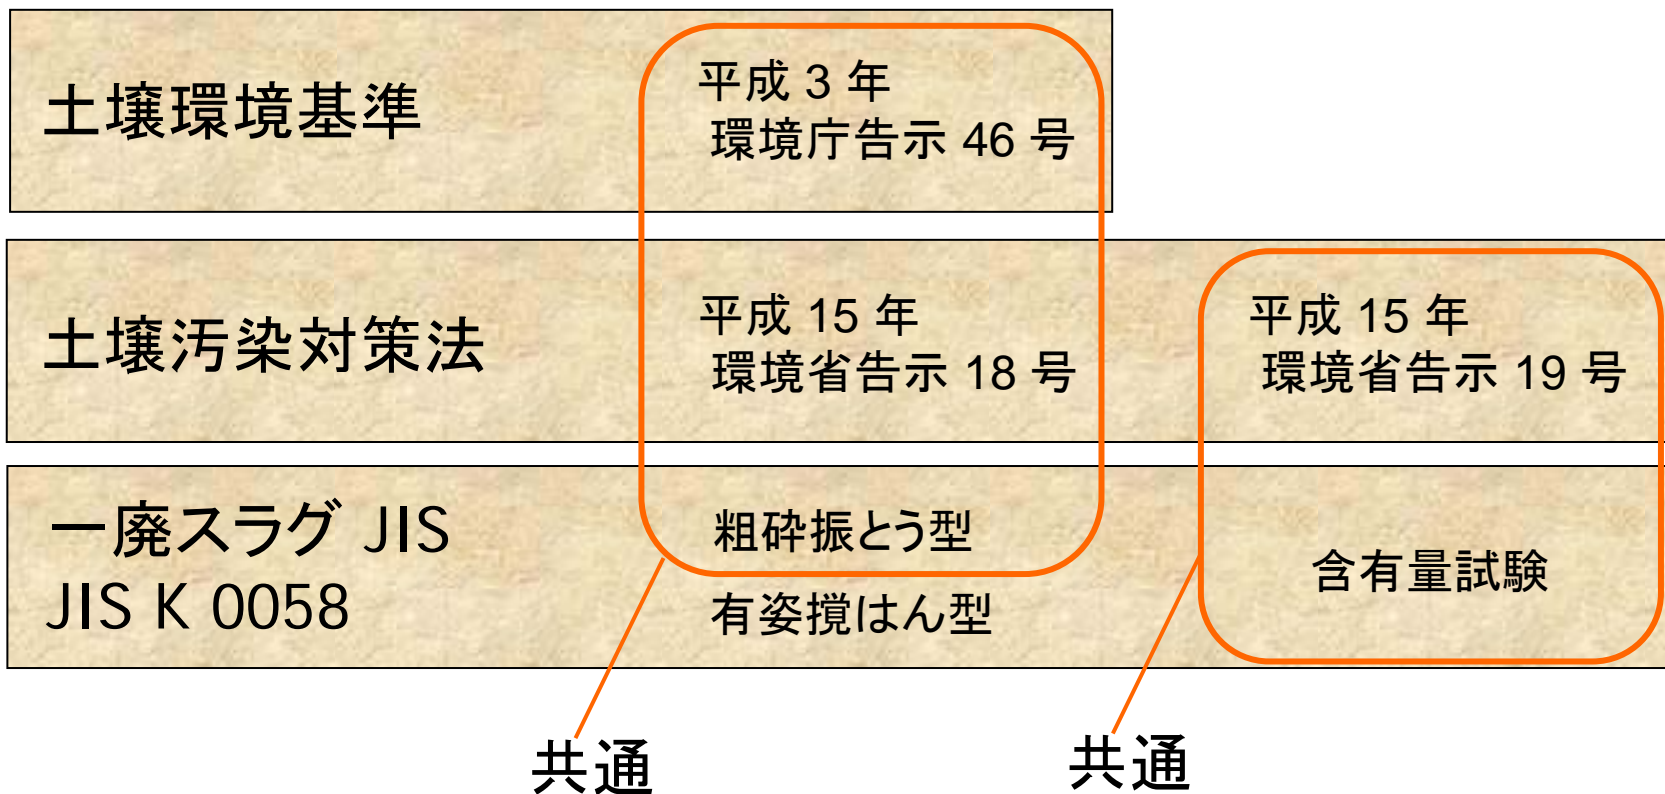 土壌環境基準
平成 3 年
環境庁告示 46 号
土壌汚染対策法
平成 15 年
環境省告示 18 号
平成 15 年
環境省告示 19 号
一廃スラグ JIS
JIS K 0058
粗砕振とう型
有姿撹はん型
含有量試験
共通
共通